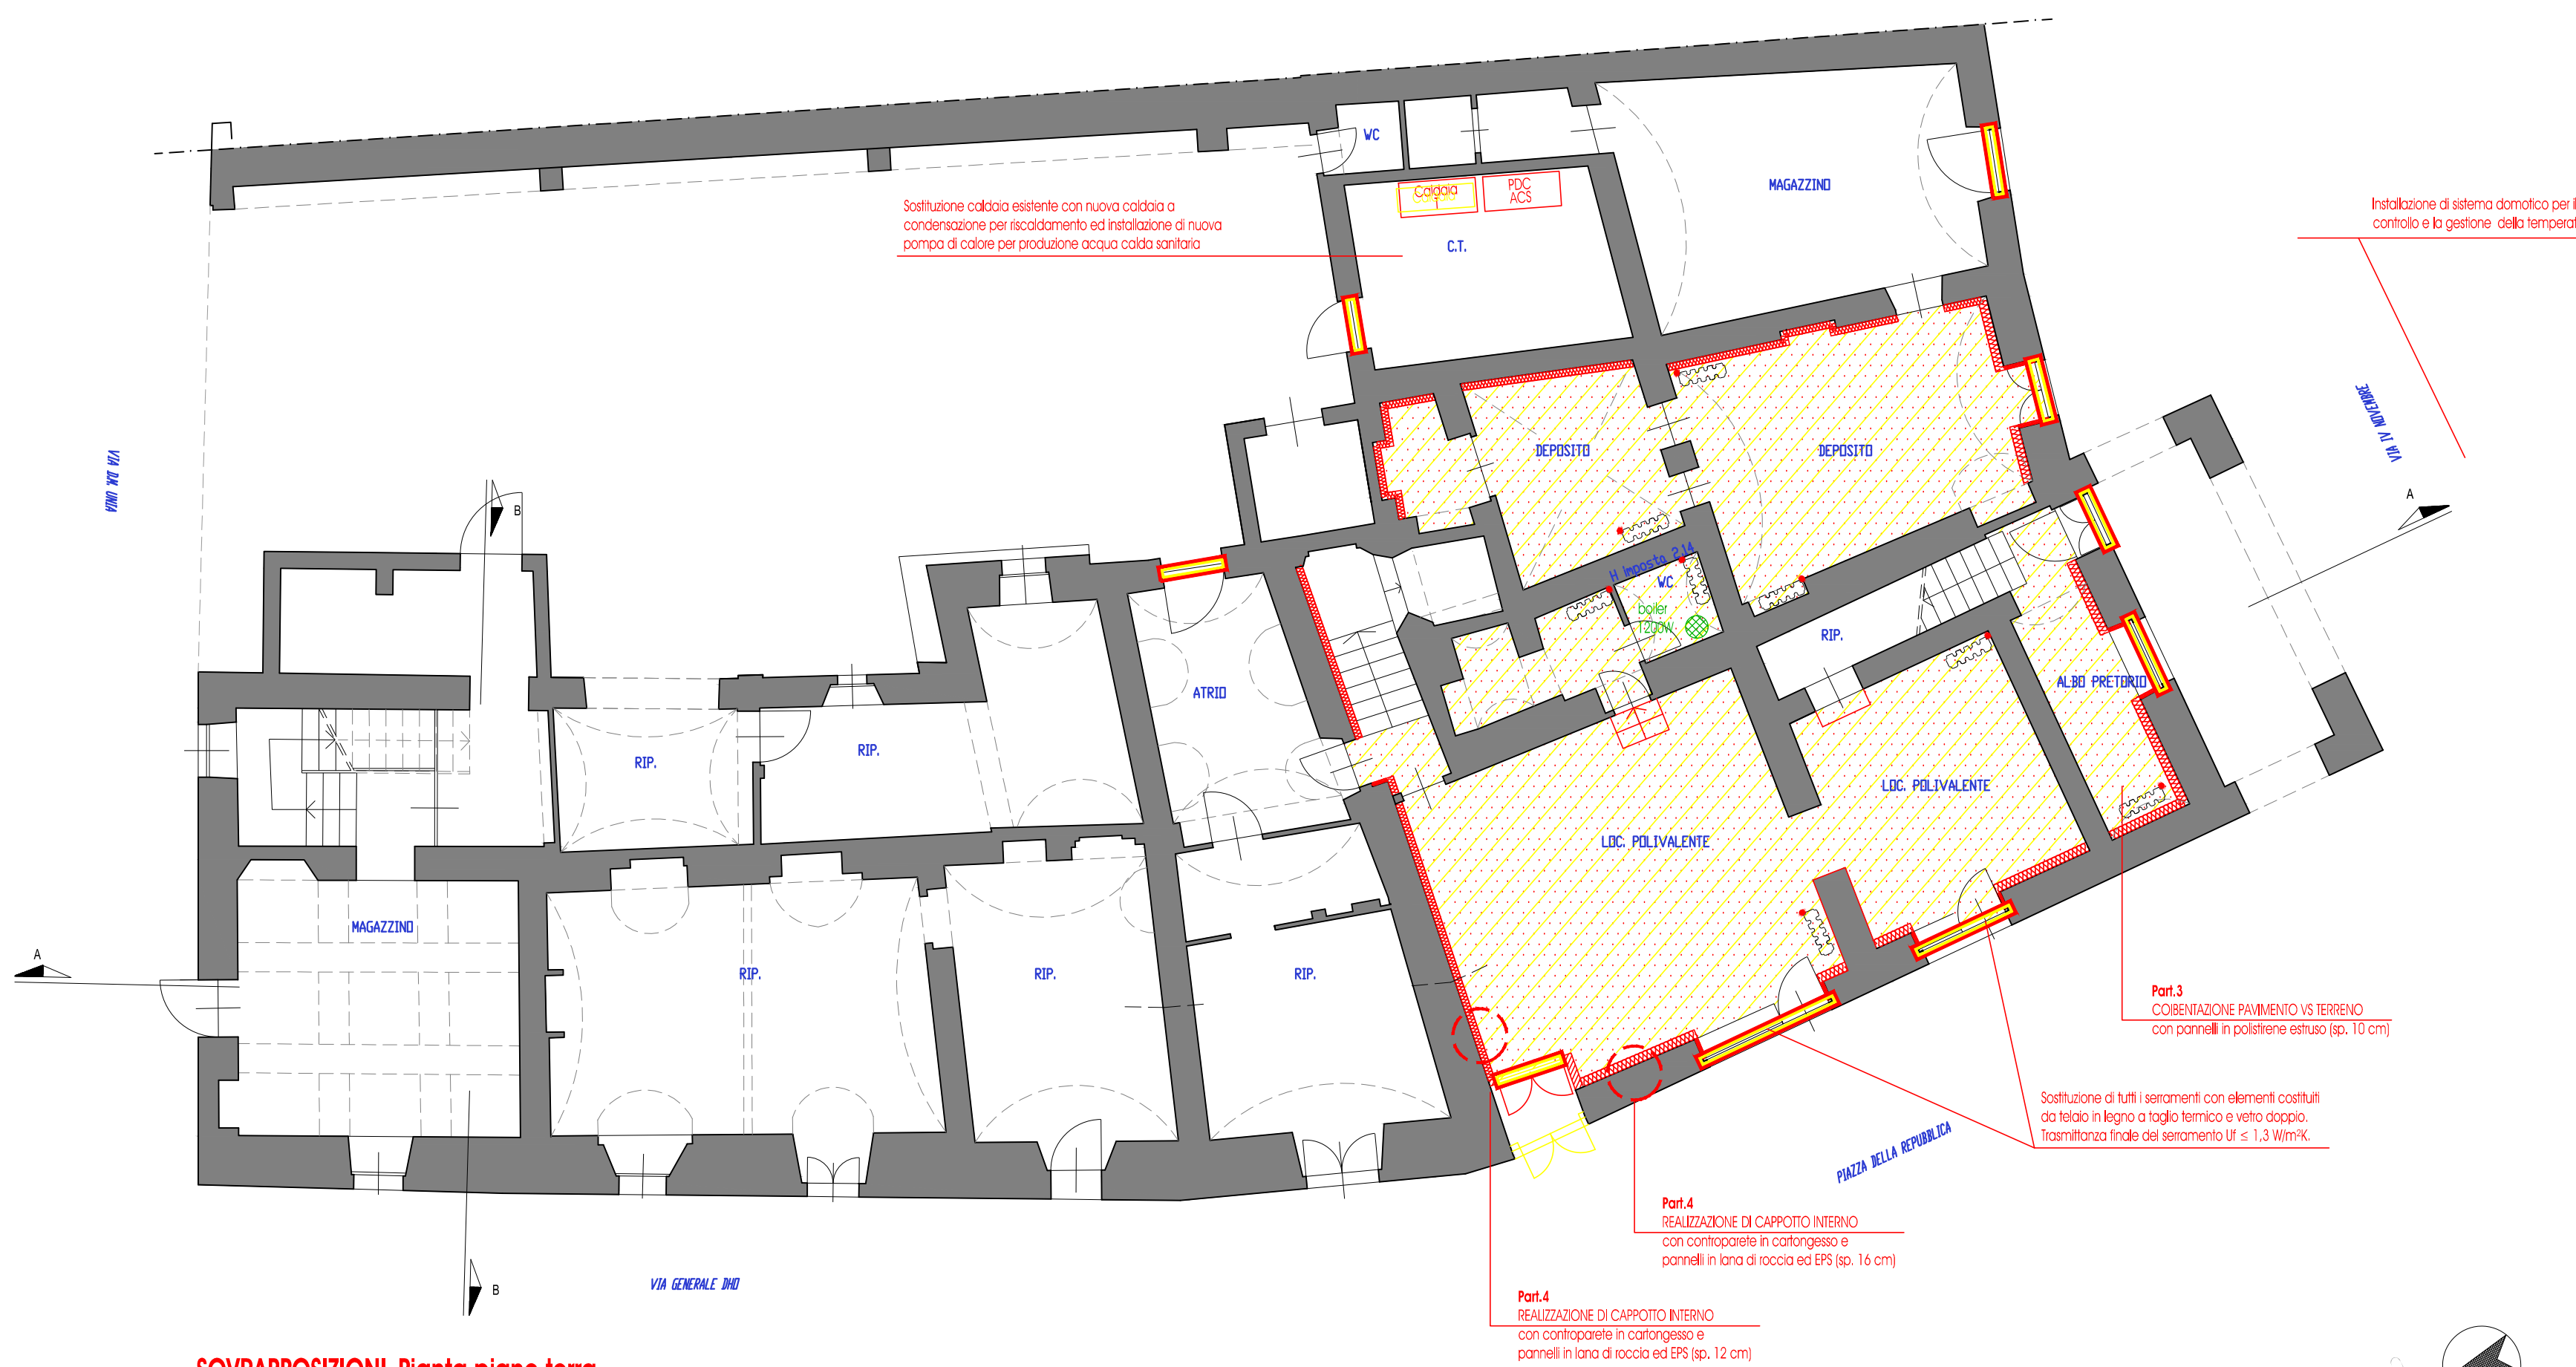 WC
Caldaia
PDC
ACS
MAGAZZINO
Sostituzione caldaia esistente con nuova caldaia a
condensazione per riscaldamento ed installazione di nuova
pompa di calore per produzione acqua calda sanitaria
C.T.
Installazione di sistema domotico per il
controllo e la gestione della
VIA IV NOVEMBRE
VIA D.M. UNIA
DEPOSITO
DEPOSITO
A
B
H imposta 2.14
WC
boiler
1200W
RIP.
ALBO PRETORIO
ATRIO
RIP.
RIP.
LOC. POLIVALENTE
LOC. POLIVALENTE
MAGAZZINO
A
RIP.
RIP.
RIP.
Part.3
COIBENTAZIONE PAVIMENTO VS TERRENO
con pannelli in polistirene estruso (sp. 10 cm)
Sostituzione di tutti i serramenti con elementi costituiti
da telaio in legno a taglio termico e vetro doppio.
Trasmittanza finale del serramento Uf ≤ 1,3 W/m²K.
PIAZZA DELLA REPUBBLICA
Part.4
REALIZZAZIONE DI CAPPOTTO INTERNO
con controparete in cartongesso e
pannelli in lana di roccia ed EPS (sp. 16 cm)
VIA GENERALE DHO
B
Part.4
REALIZZAZIONE DI CAPPOTTO INTERNO
con controparete in cartongesso e
pannelli in lana di roccia ed EPS (sp. 12 cm)
SOVRAPPOSIZIONI Pianta piano terra